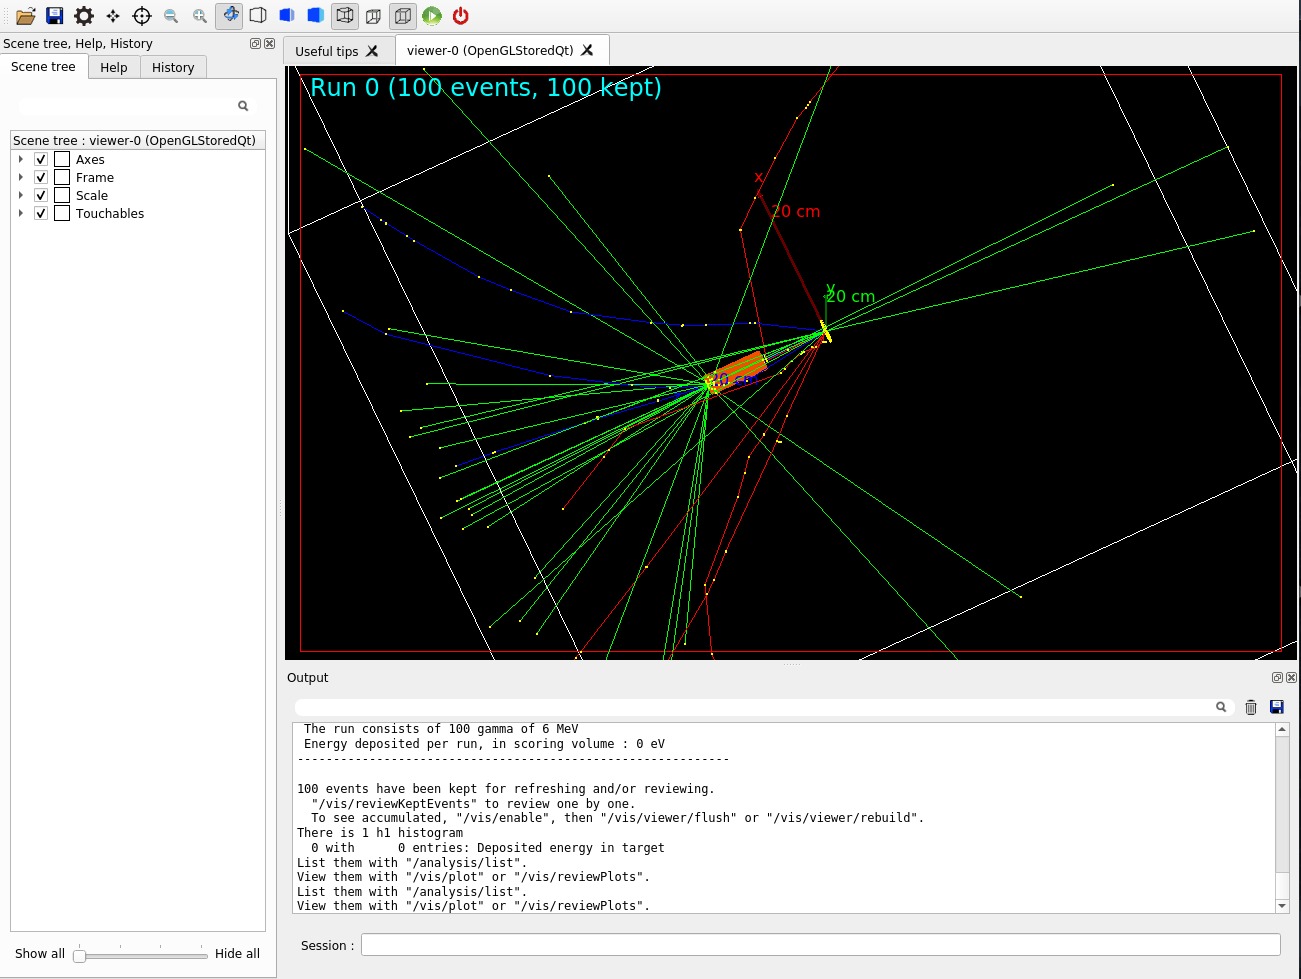 Scene tree, Help, History
Scene tree Help History
Scene tree : viewer-0 (OpenGLStoredQt)
Axes
Frame
Scale
Touchables
Show all Hide all
Useful tips viewer-0 (OpenGLStoredQt)
Run 0 (100 events, 100 kept)
x
20 cm
y
20 cm
20 cm
Output
The run consists of 100 gamma of 6 MeV
Energy deposited per run, in scoring volume : 0 eV
------------------------------------------------------------
100 events have been kept for refreshing and/or reviewing.
"/vis/reviewKeptEvents" to review one by one.
To see accumulated, "/vis/enable", then "/vis/viewer/flush" or "/vis/viewer/rebuild".
There is 1 h1 histogram
0 with 0 entries: Deposited energy in target
List them with "/analysis/list".
View them with "/vis/plot" or "/vis/reviewPlots".
List them with "/analysis/list".
View them with "/vis/plot" or "/vis/reviewPlots".
Session :